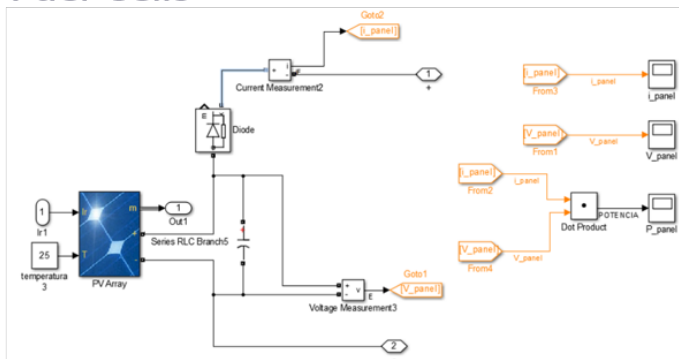 Goto2
[i_panel]
i
+
-
1
+
Current Measurement2
[i_panel]
From3
i_panel
i_panel
m
Diode
[V_panel]
From1
V_panel
V_panel
[i_panel]
From2
i_panel
1
Ir1
Ir
m
1
Out1
+
Series RLC Branch5
+
POTENCIA
Dot Product
P_panel
25
T
-
temperatura
3
PV Array
Goto1
+
-
v
E
[V_panel]
Voltage Measurement3
[V_panel]
From4
V_panel
2